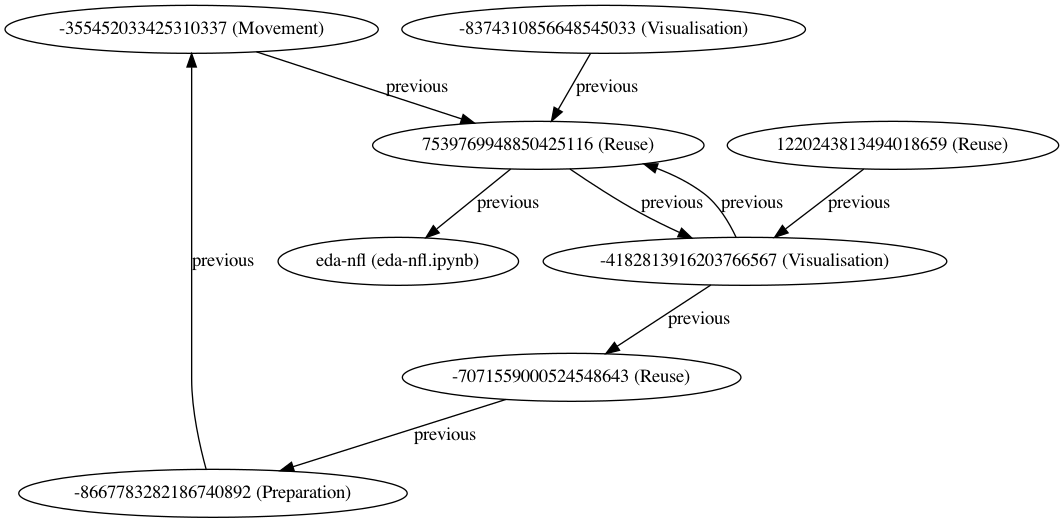 -355452033425310337 (Movement)
-8374310856648545033 (Visualisation)
previous
previous
7539769948850425116 (Reuse)
1220243813494018659 (Reuse)
previous
previous
previous
previous
eda-nfl (eda-nfl.ipynb)
-4182813916203766567 (Visualisation)
previous
previous
-7071559000524548643 (Reuse)
previous
-8667783282186740892 (Preparation)